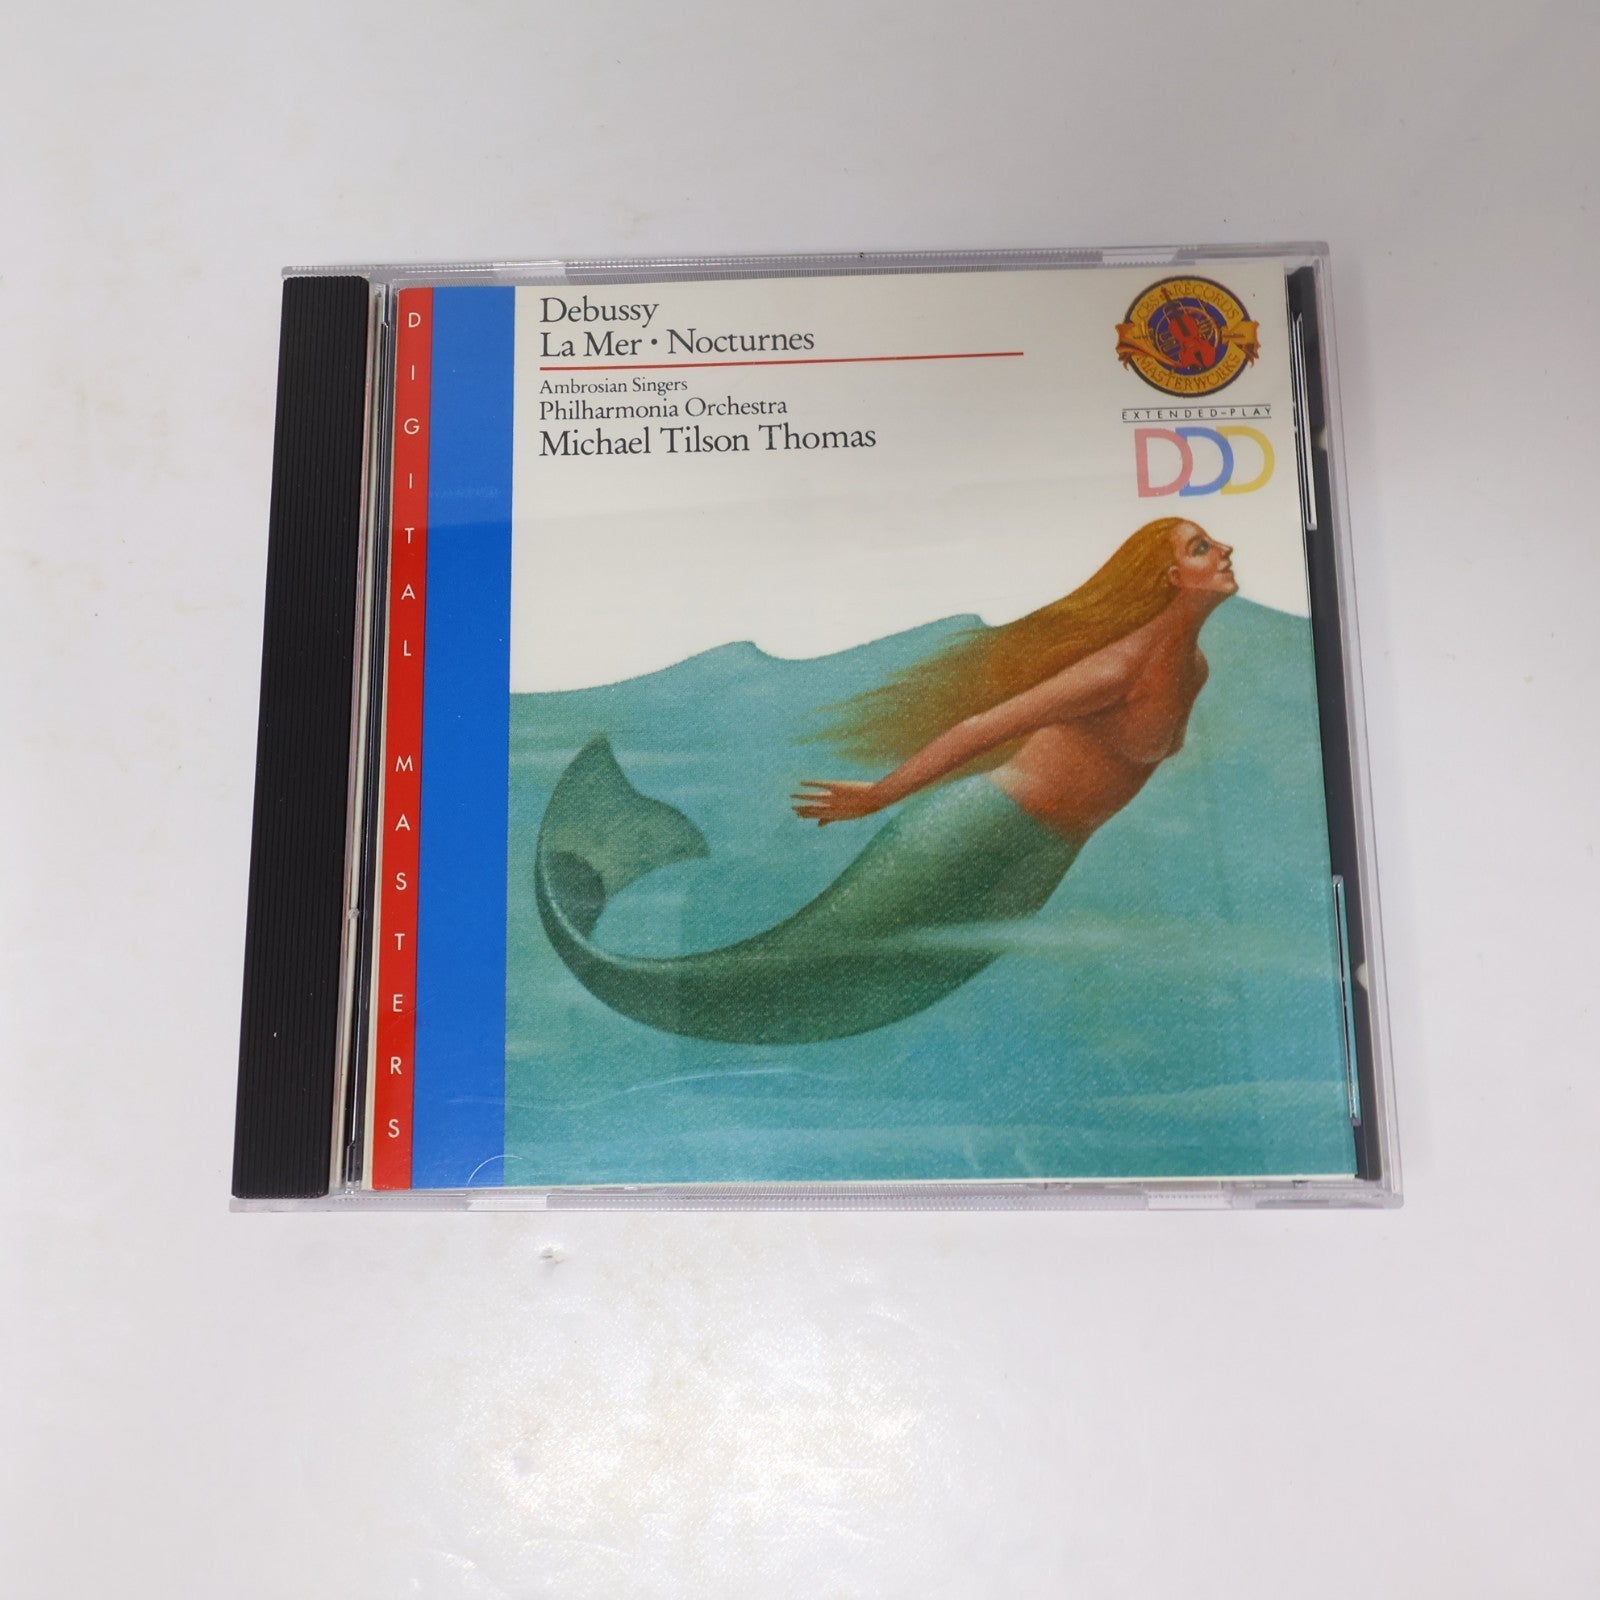 DIGITAL MASTERS
Debussy
La Mer • Nocturnes
Ambrosian Singers
Philharmonia Orchestra
Michael Tilson Thomas
CBS RECORDS
MASTERWORKS
EXTENDED-PLAY
DDD